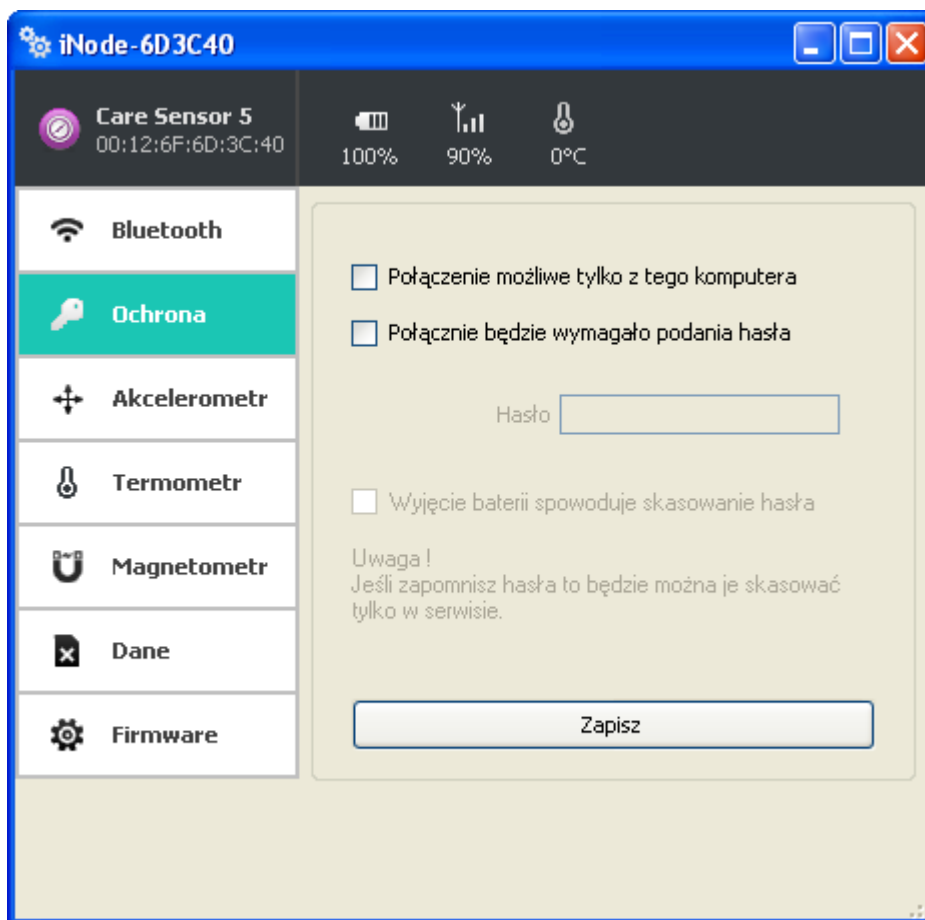 iNode-6D3C40
Care Sensor 5
00:12:6F:6D:3C:40
100%
90%
0°C
Bluetooth
Ochrona
Akcelerometr
Termometr
Magnetometr
Dane
Firmware
Połączenie możliwe tylko z tego komputera
Połącznie będzie wymagało podania hasła
Hasło
Wyjęcie baterii spowoduje skasowanie hasła
Uwaga !
Jeśli zapomnisz hasła to będzie można je skasować
tylko w serwisie.
Zapisz